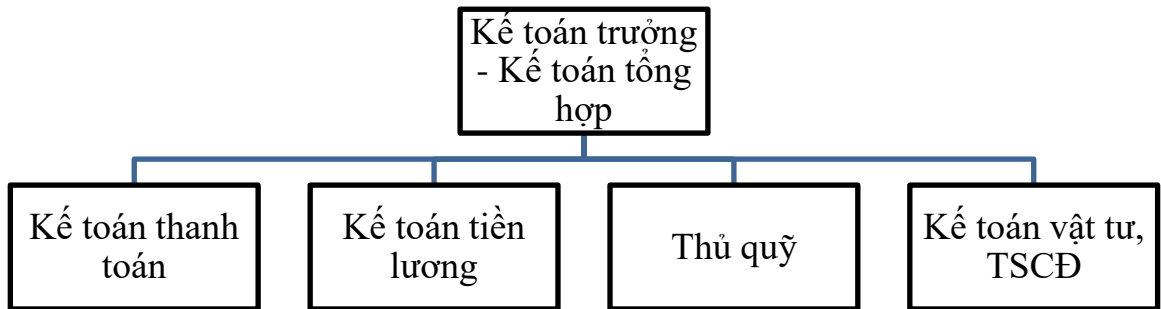 Kế toán trưởng
- Kế toán tổng
hợp
Kế toán thanh
toán
Kế toán tiền
lương
Thủ quỹ
Kế toán vật tư,
TSCĐ